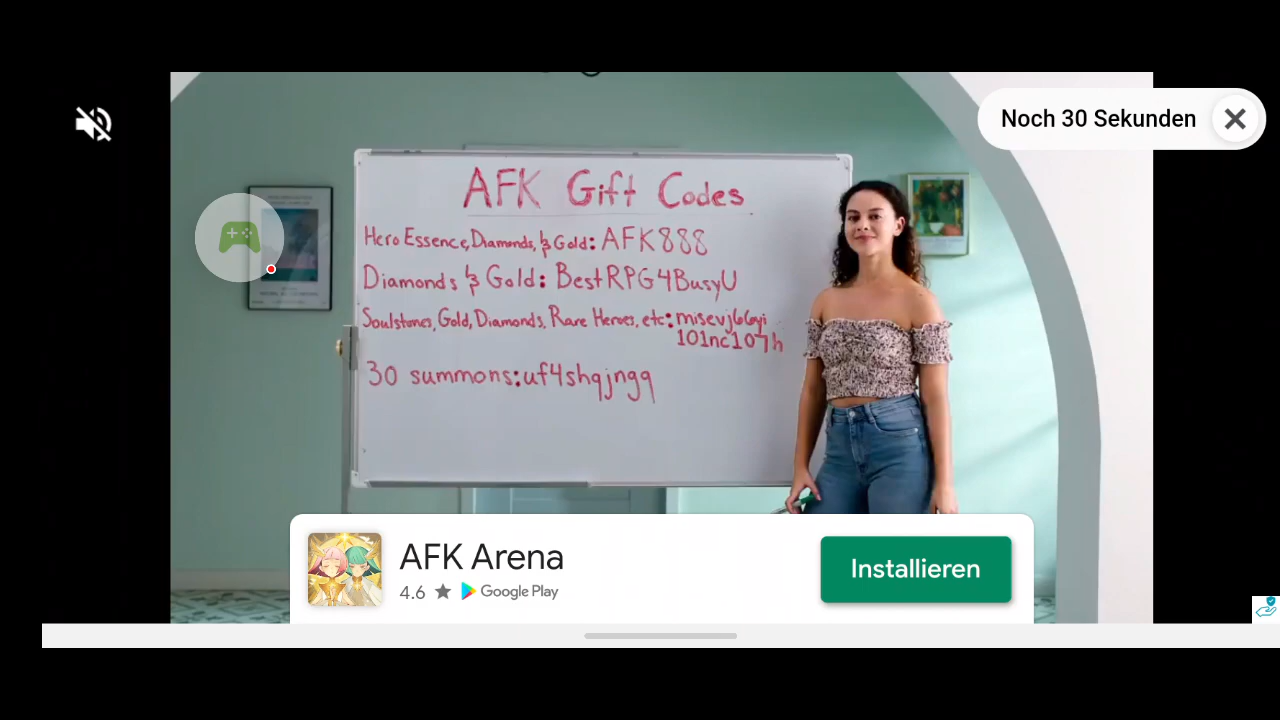 Noch 30 Sekunden
AFK Gift Codes
Hero Essence, Diamonds, & Gold: AFK888
Diamonds & Gold: BestRPG4BusyU
Soulstones, Gold, Diamonds, Rare Heroes, etc: misevj66yi
101nc107h
30 summons: uf4shqjngq
AFK Arena
4.6 ★ Google Play
Installieren